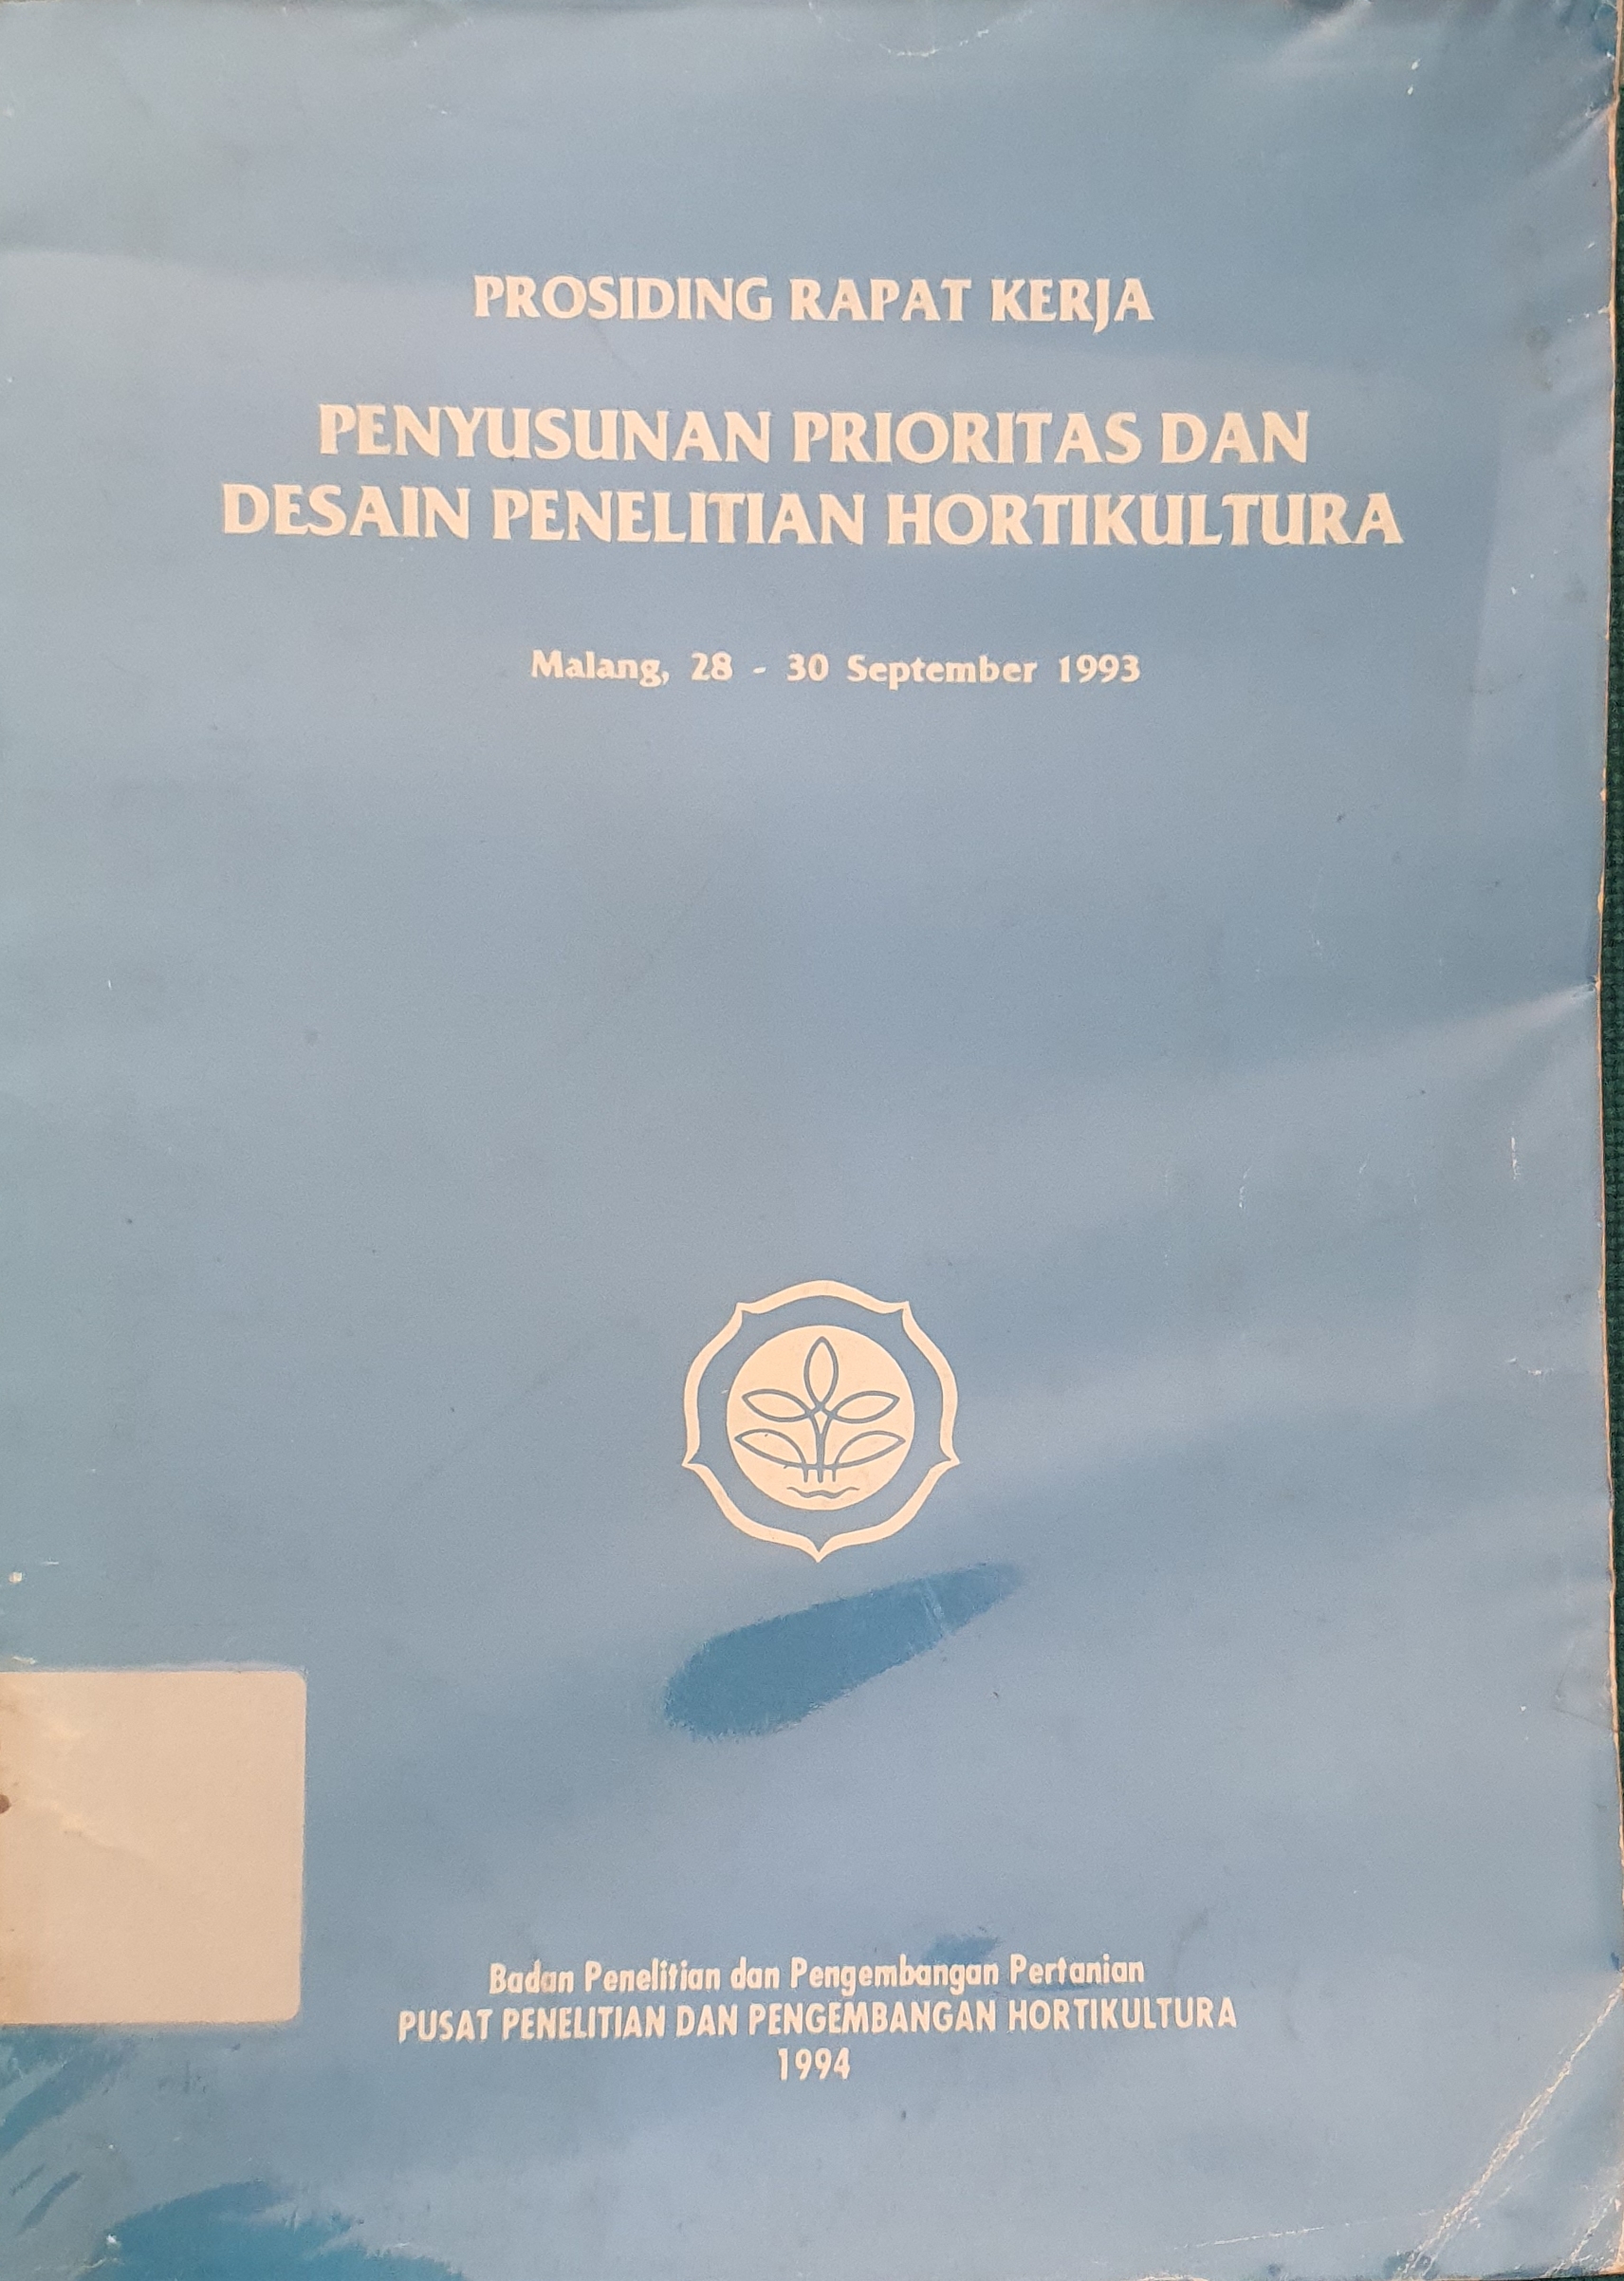 PROSIDING RAPAT KERJA
PENYUSUNAN PRIORITAS DAN
DESAIN PENELITIAN HORTIKULTURA
Malang, 28 - 30 September 1993
Badan Penelitian dan Pengembangan Pertanian
PUSAT PENELITIAN DAN PENGEMBANGAN HORTIKULTURA
1994